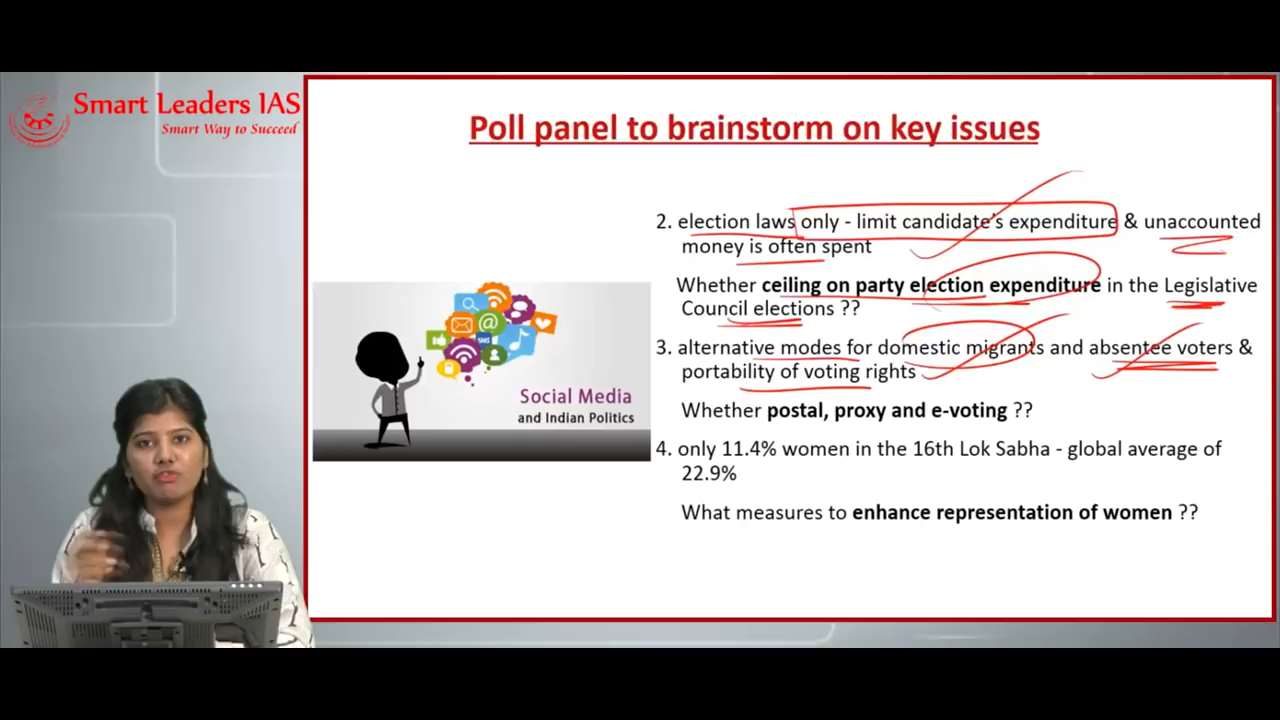 Smart Leaders IAS
Smart Way to Succeed
Poll panel to brainstorm on key issues
2. election laws only - limit candidate's expenditure & unaccounted
money is often spent
Whether ceiling on party election expenditure in the Legislative
Council elections ??
3. alternative modes for domestic migrants and absentee voters &
portability of voting rights
Whether postal, proxy and e-voting ??
4. only 11.4% women in the 16th Lok Sabha - global average of
22.9%
What measures to enhance representation of women ??
@
SMS
Social Media
and Indian Politics